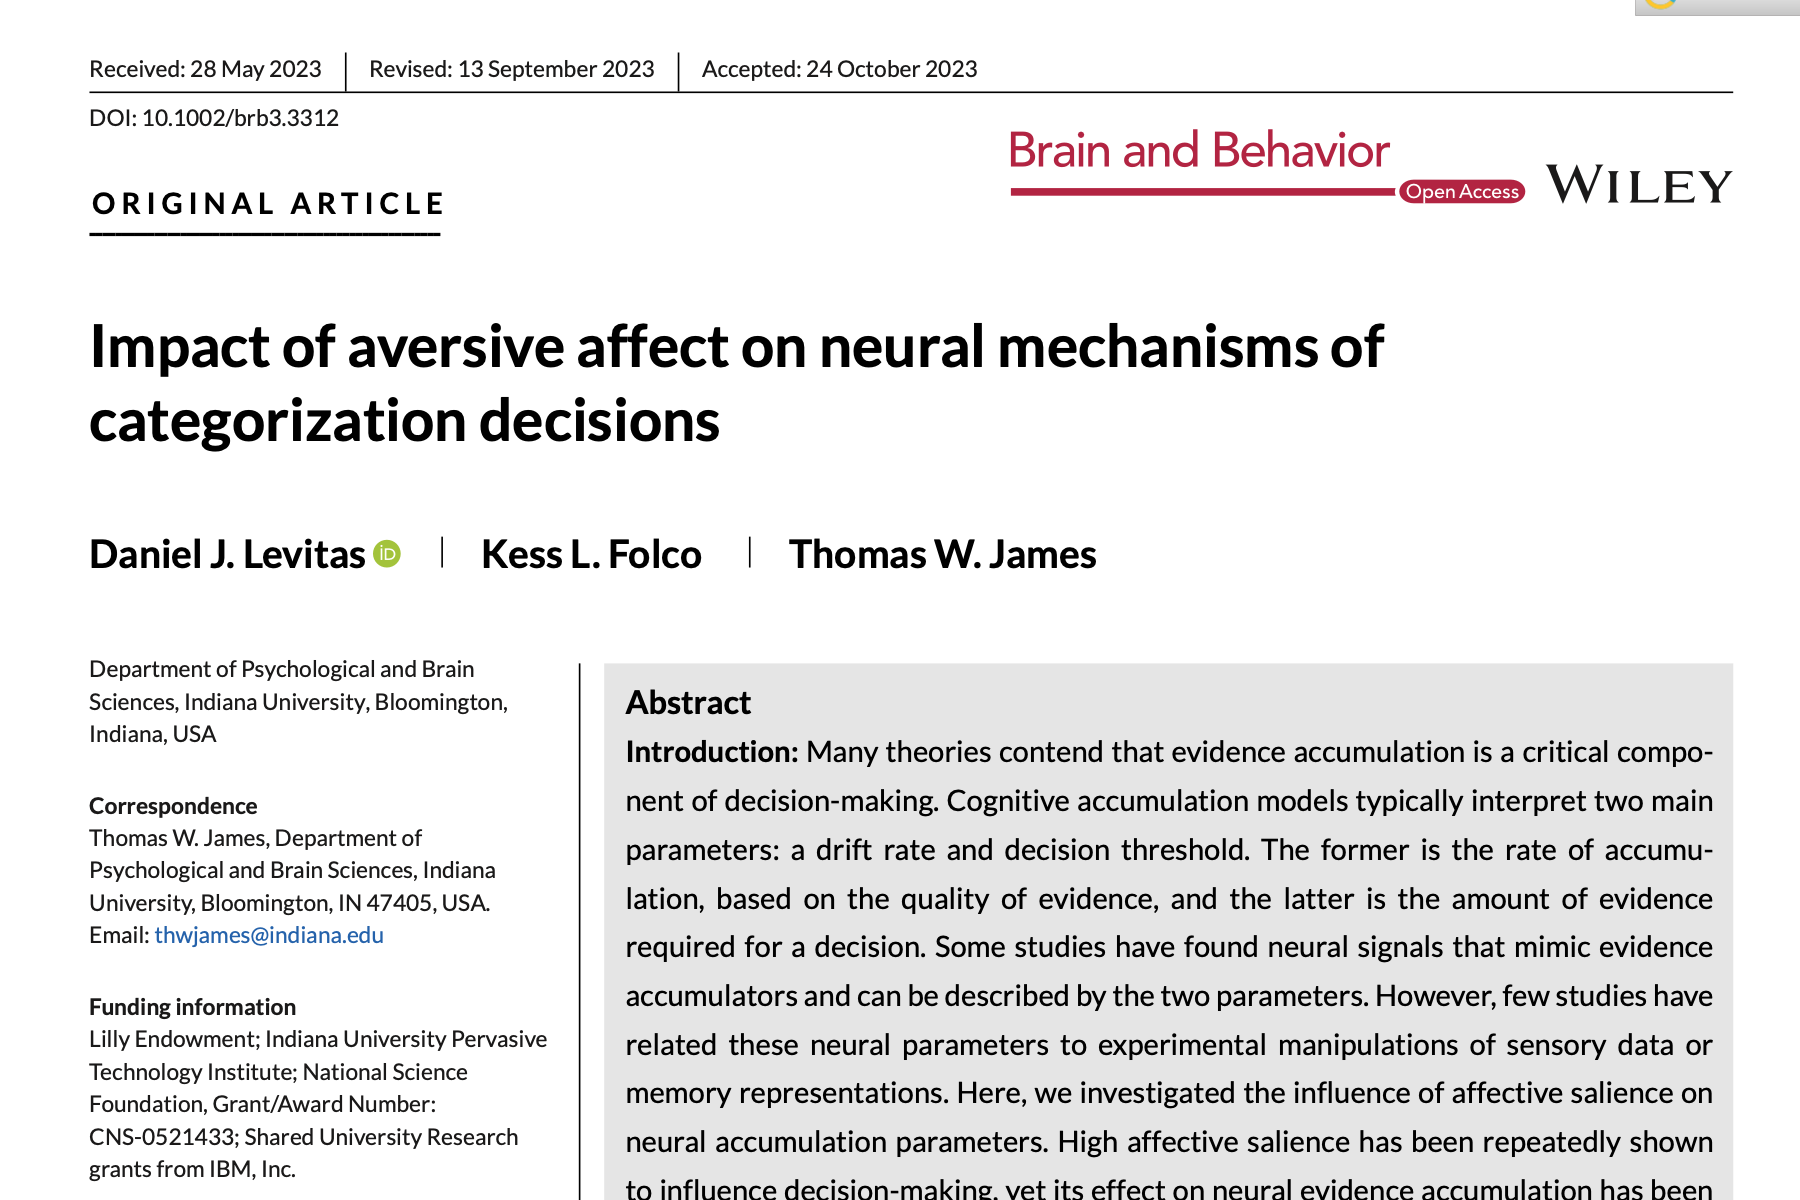 Received: 28 May 2023 Revised: 13 September 2023 Accepted: 24 October 2023
DOI: 10.1002/brb3.3312
Brain and Behavior
Open Access
WILEY
ORIGINAL ARTICLE
Impact of aversive affect on neural mechanisms of
categorization decisions
Daniel J. Levitas iD Kess L. Folco Thomas W. James
Department of Psychological and Brain
Sciences, Indiana University, Bloomington,
Indiana, USA
Correspondence
Thomas W. James, Department of
Psychological and Brain Sciences, Indiana
University, Bloomington, IN 47405, USA.
Email: thwjames@indiana.edu
Funding information
Lilly Endowment; Indiana University Pervasive
Technology Institute; National Science
Foundation, Grant/Award Number:
CNS-0521433; Shared University Research
grants from IBM, Inc.
Abstract
Introduction: Many theories contend that evidence accumulation is a critical compo-
nent of decision-making. Cognitive accumulation models typically interpret two main
parameters: a drift rate and decision threshold. The former is the rate of accumu-
lation, based on the quality of evidence, and the latter is the amount of evidence
required for a decision. Some studies have found neural signals that mimic evidence
accumulators and can be described by the two parameters. However, few studies have
related these neural parameters to experimental manipulations of sensory data or
memory representations. Here, we investigated the influence of affective salience on
neural accumulation parameters. High affective salience has been repeatedly shown
to influence decision-making, yet its effect on neural evidence accumulation has been